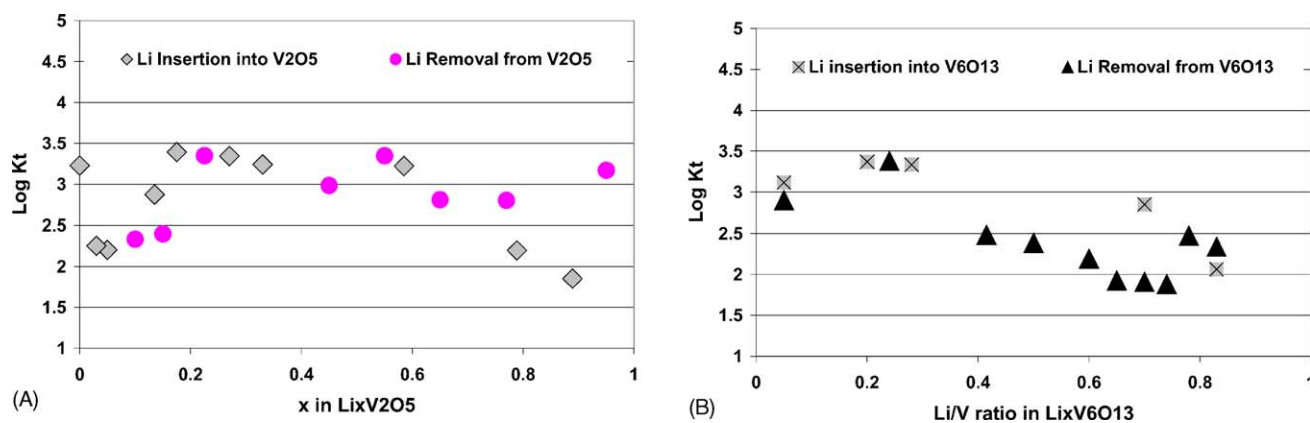 5
4.5
4
3.5
3
2.5
2
1.5
1
Log Kt
Li Insertion into V2O5
Li Removal from V2O5
0 0.2 0.4 0.6 0.8 1
x in LixV2O5
(A)
5
4.5
4
3.5
3
2.5
2
1.5
1
Log Kt
Li insertion into V6O13
Li Removal from V6O13
0 0.2 0.4 0.6 0.8 1
Li/V ratio in LixV6O13
(B)